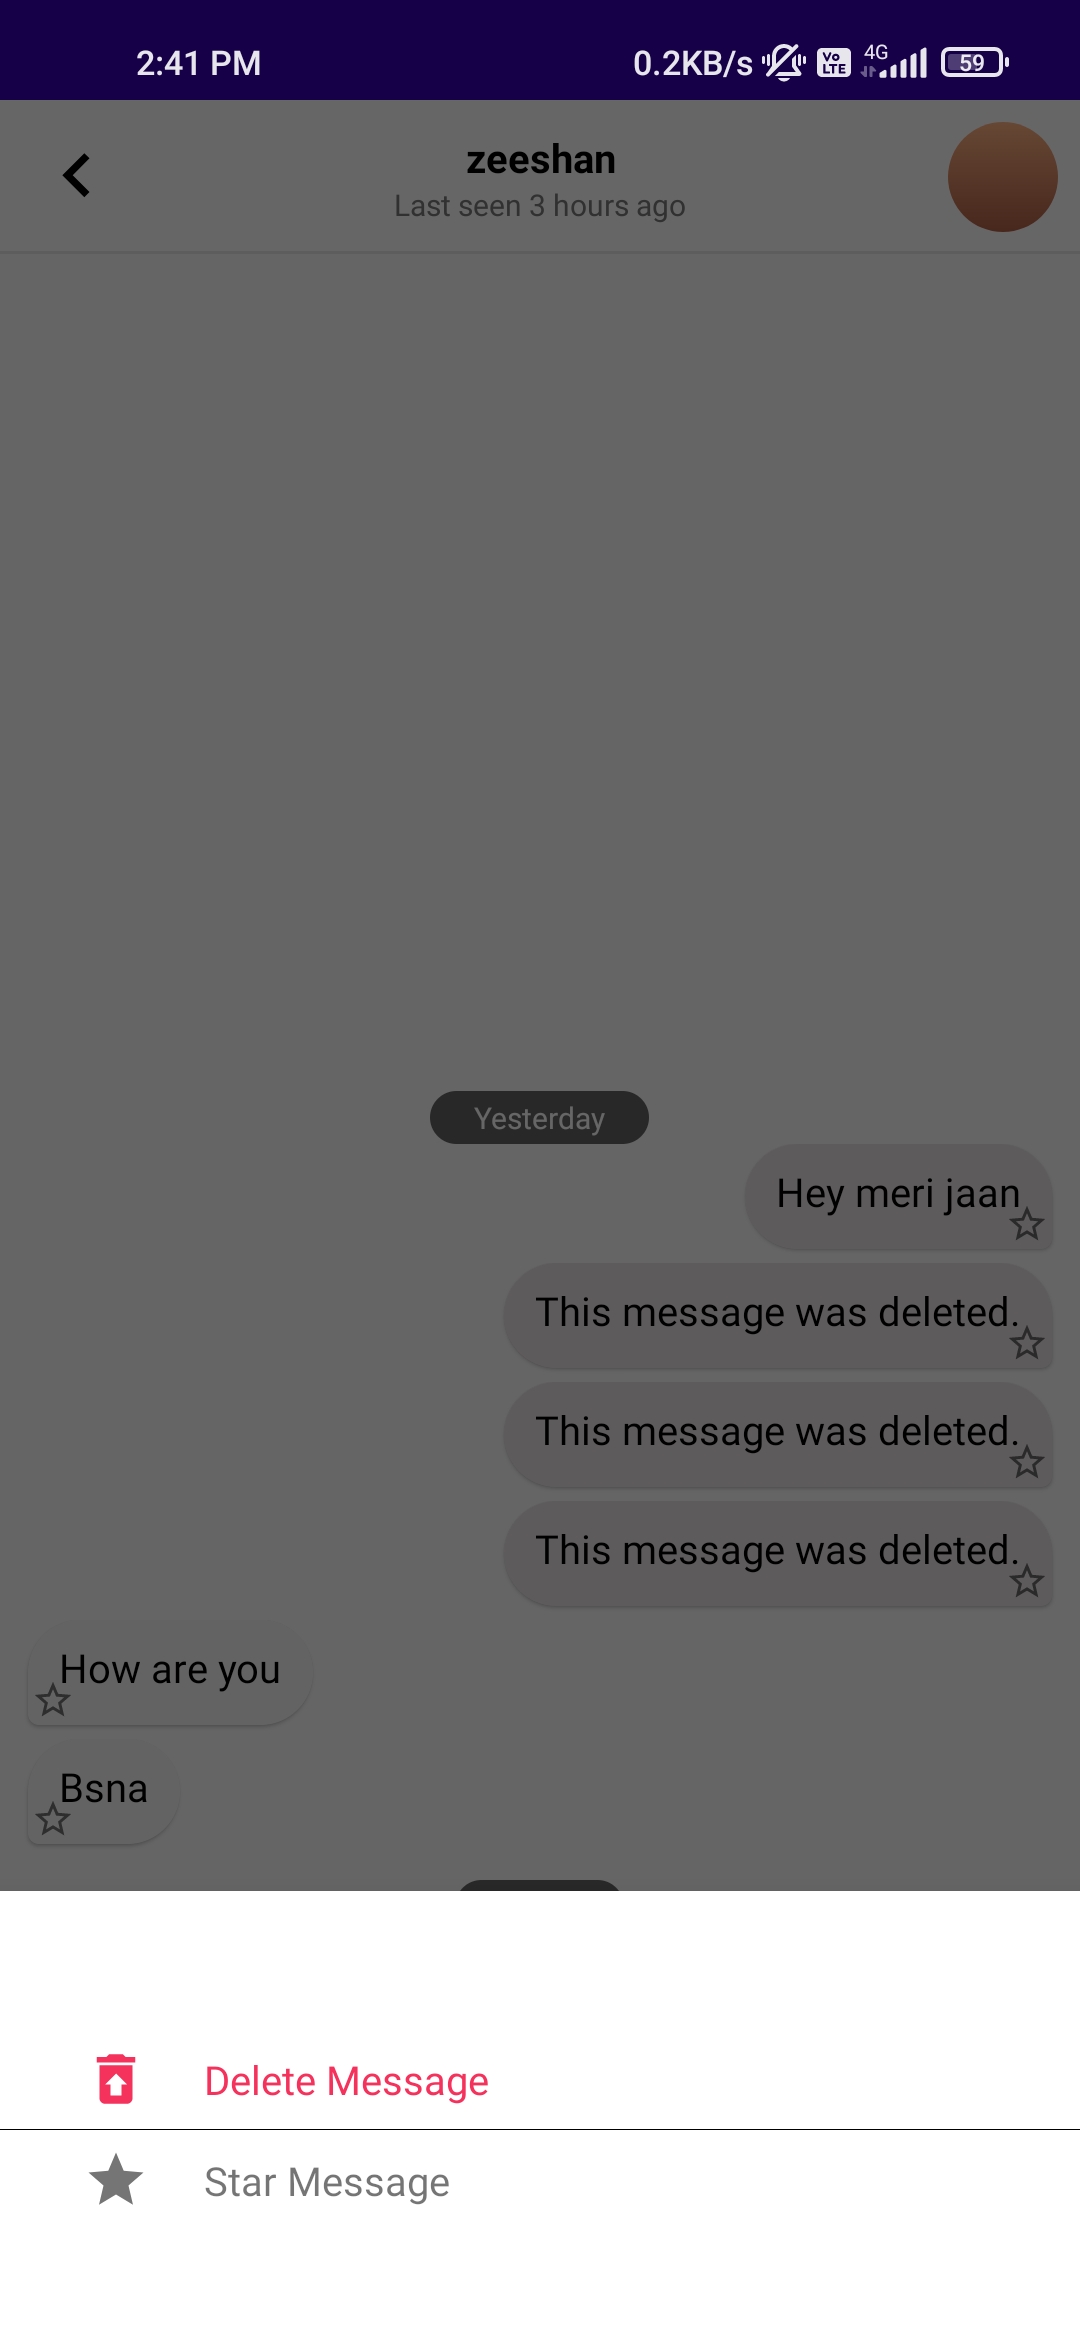 2:41 PM
0.2KB/s
Vo LTE
4G
59
zeeshan
Last seen 3 hours ago
Yesterday
Hey meri jaan
This message was deleted.
This message was deleted.
This message was deleted.
How are you
Bsna
Delete Message
Star Message